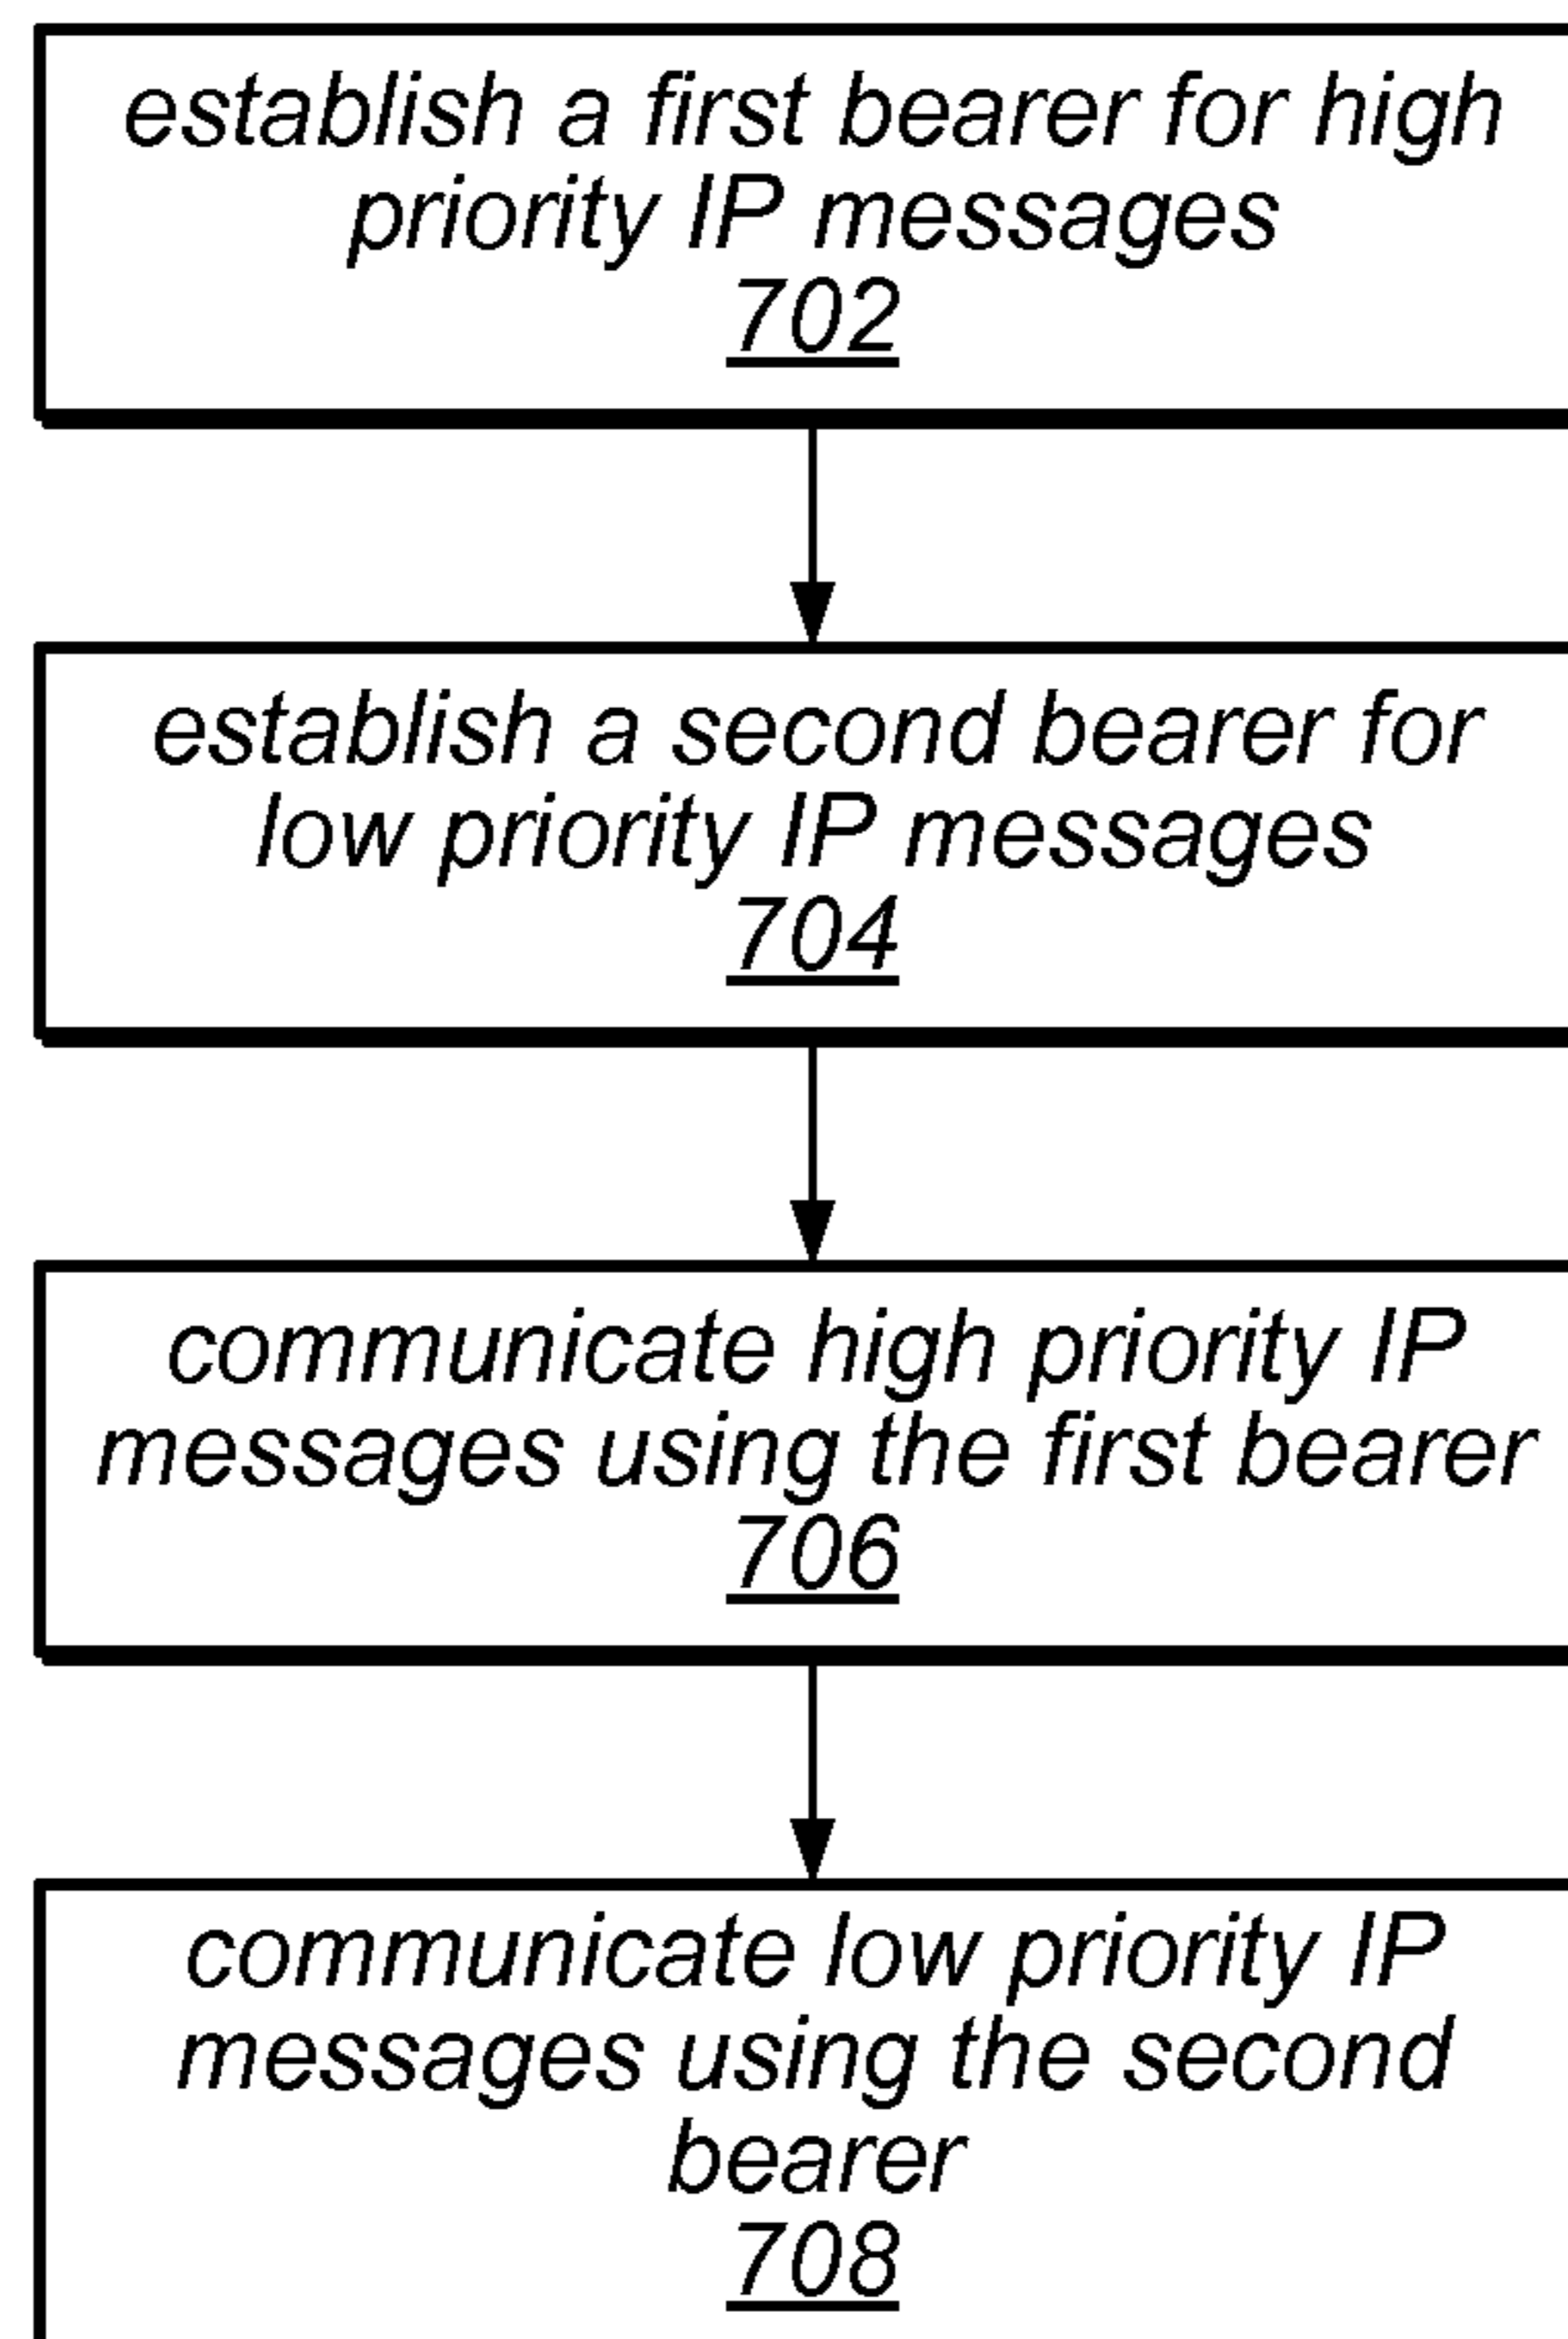 establish a first bearer for high
priority IP messages
702
establish a second bearer for
low priority IP messages
704
communicate high priority IP
messages using the first bearer
706
communicate low priority IP
messages using the second
bearer
708